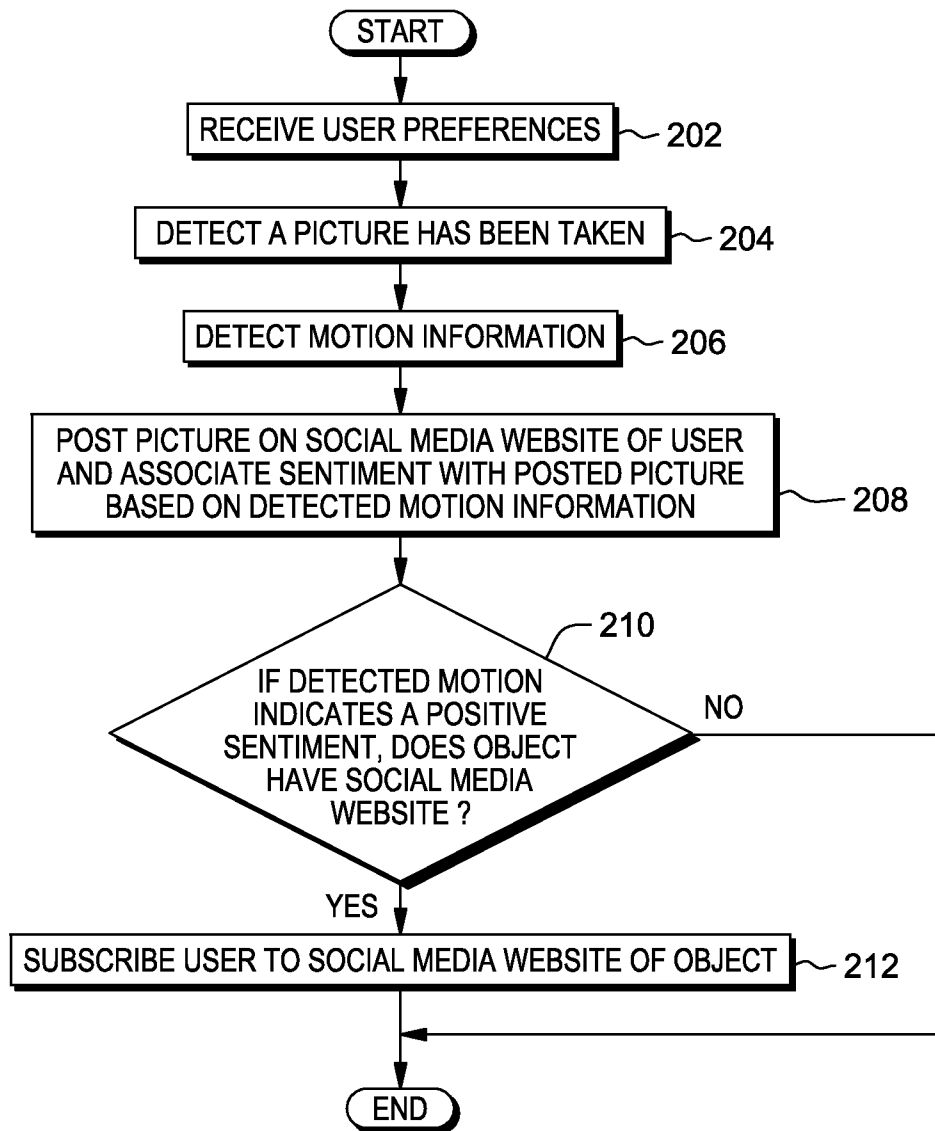 START
RECEIVE USER PREFERENCES
202
DETECT A PICTURE HAS BEEN TAKEN
204
DETECT MOTION INFORMATION
206
POST PICTURE ON SOCIAL MEDIA WEBSITE OF USER
AND ASSOCIATE SENTIMENT WITH POSTED PICTURE
BASED ON DETECTED MOTION INFORMATION
208
210
IF DETECTED MOTION
INDICATES A POSITIVE
SENTIMENT, DOES OBJECT
HAVE SOCIAL MEDIA
WEBSITE ?
NO
YES
SUBSCRIBE USER TO SOCIAL MEDIA WEBSITE OF OBJECT
212
END